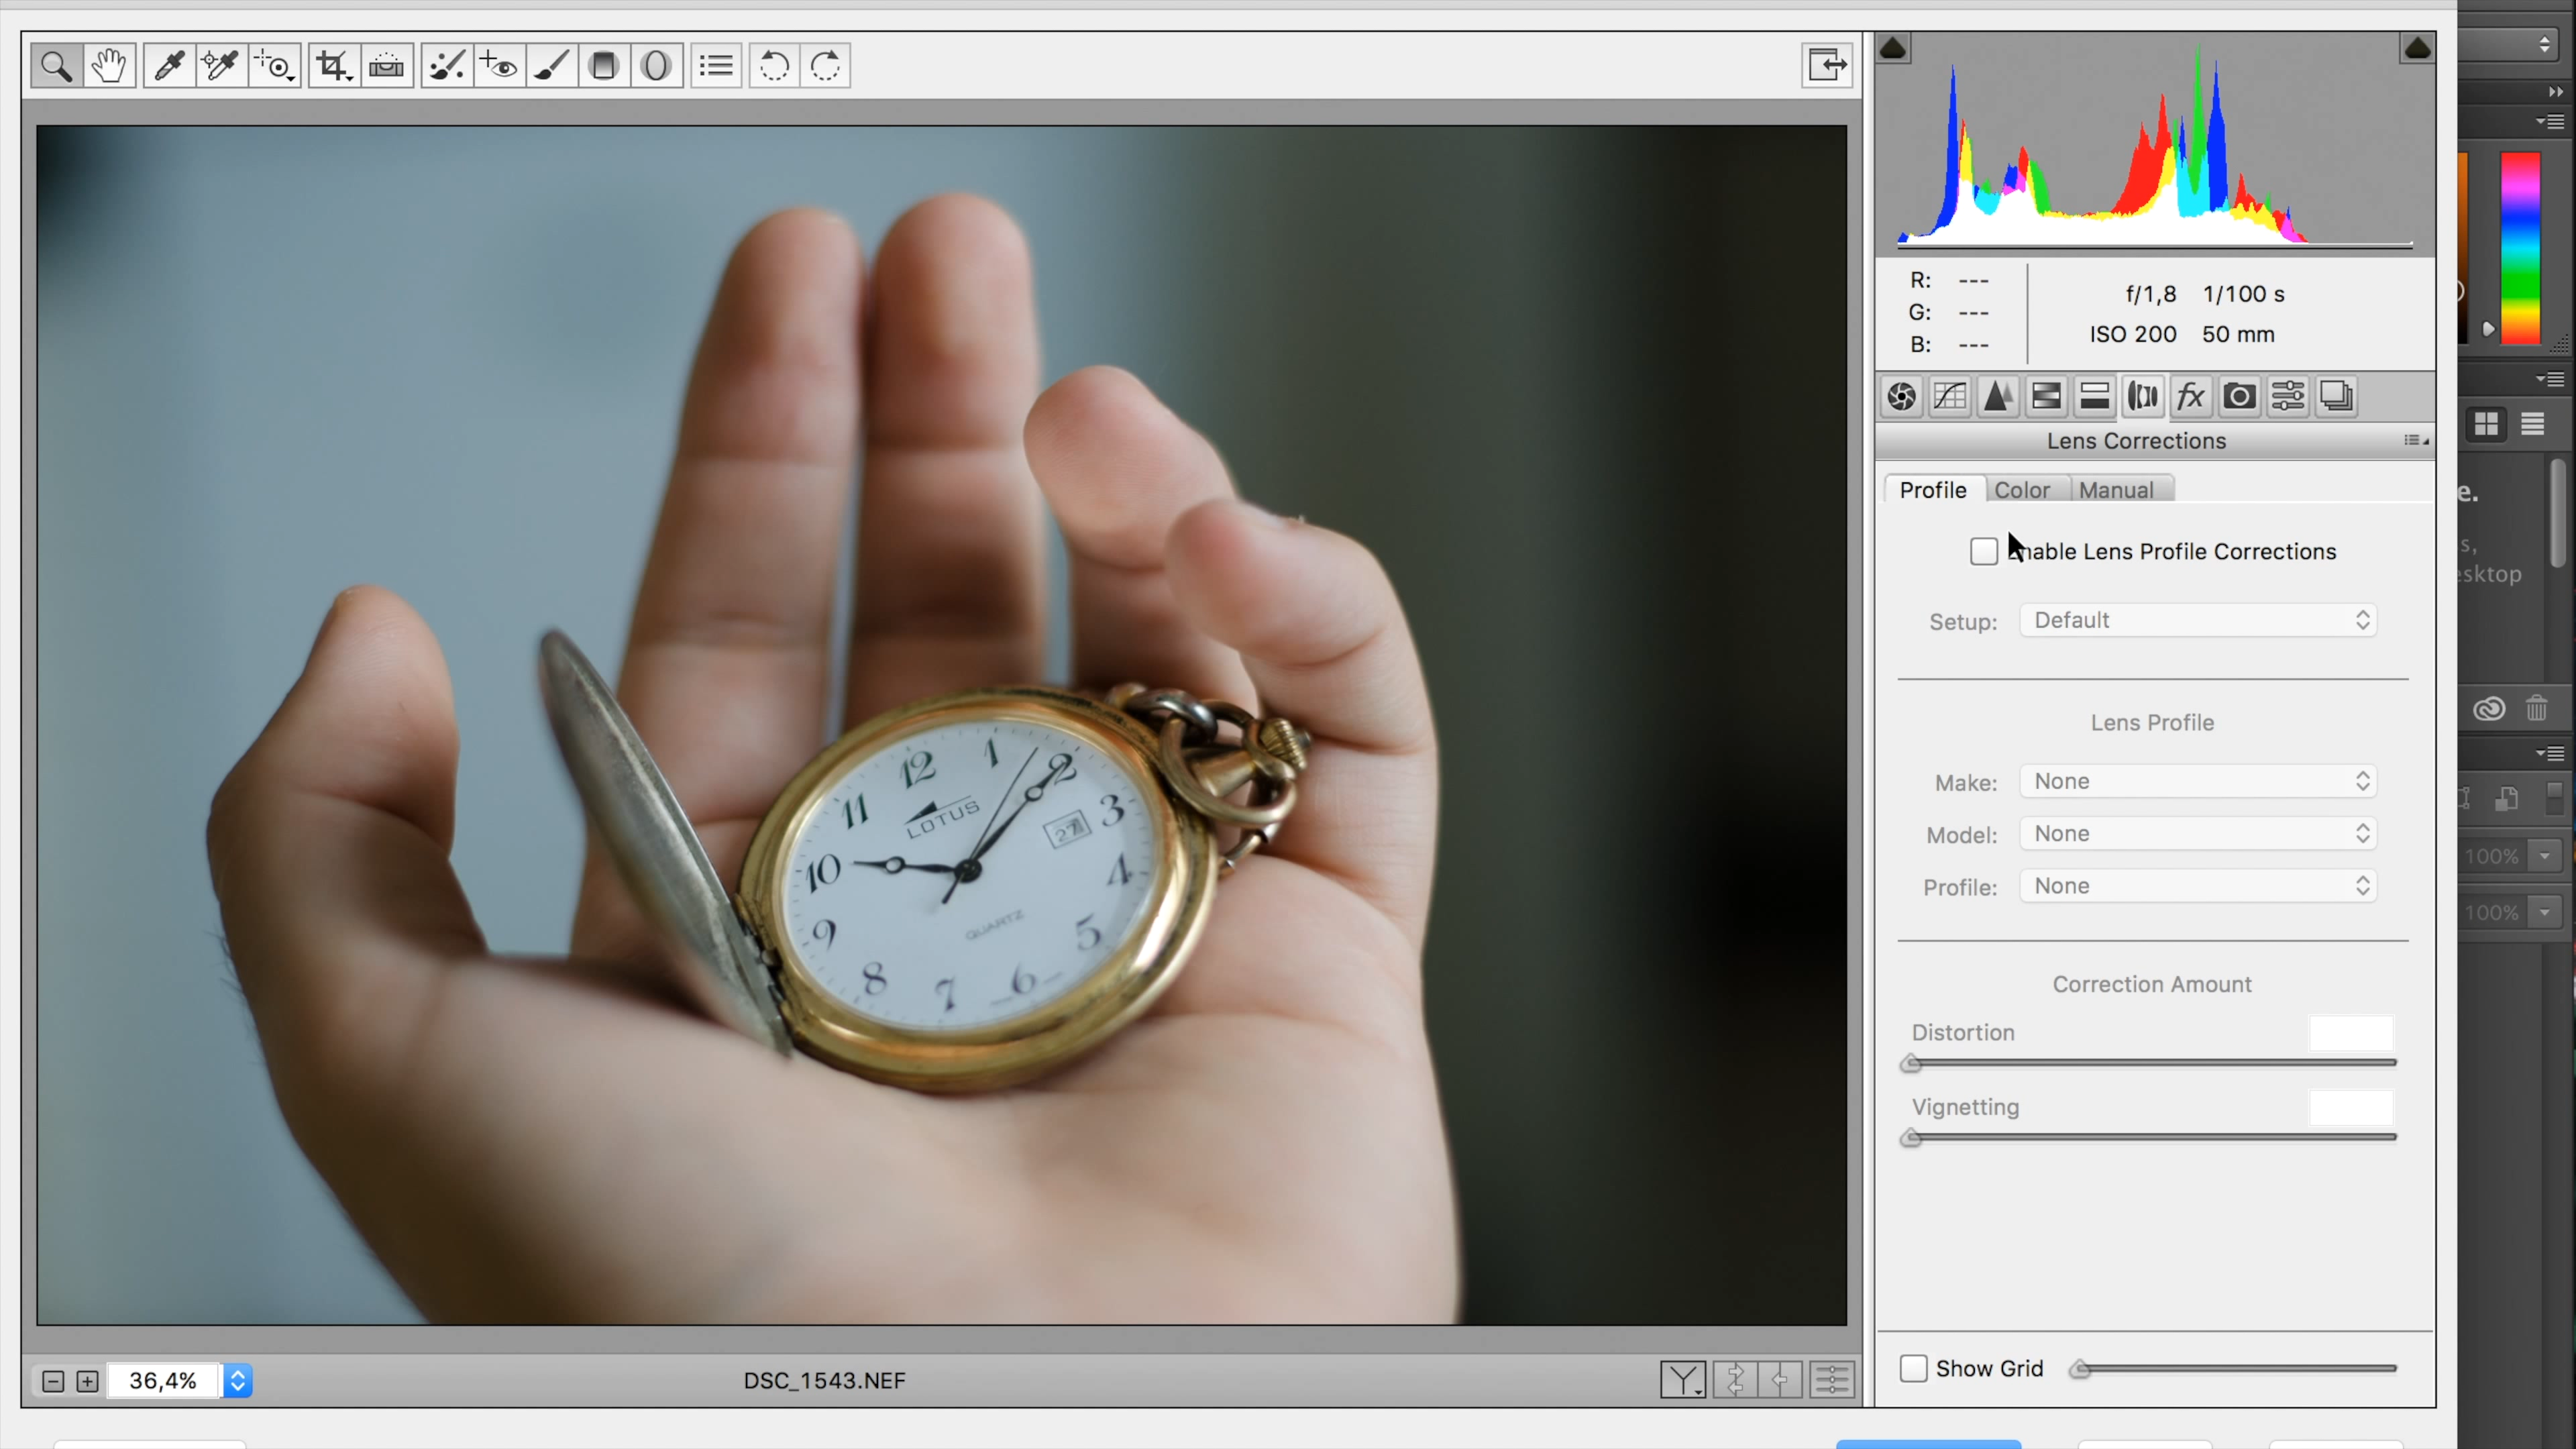 R: ---
G: ---
B: ---
f/1,8 1/100 s
ISO 200 50 mm
fx
Lens Corrections
Profile Color Manual
nable Lens Profile Corrections
Setup: Default
Lens Profile
Make: None
Model: None
Profile: None
Correction Amount
Distortion
Vignetting
Show Grid
12 1 2
11 3
LOTUS
27
10 4
9 5
QUARTZ
8 7 6
36,4%
DSC_1543.NEF
e.
s,
esktop
100%
100%